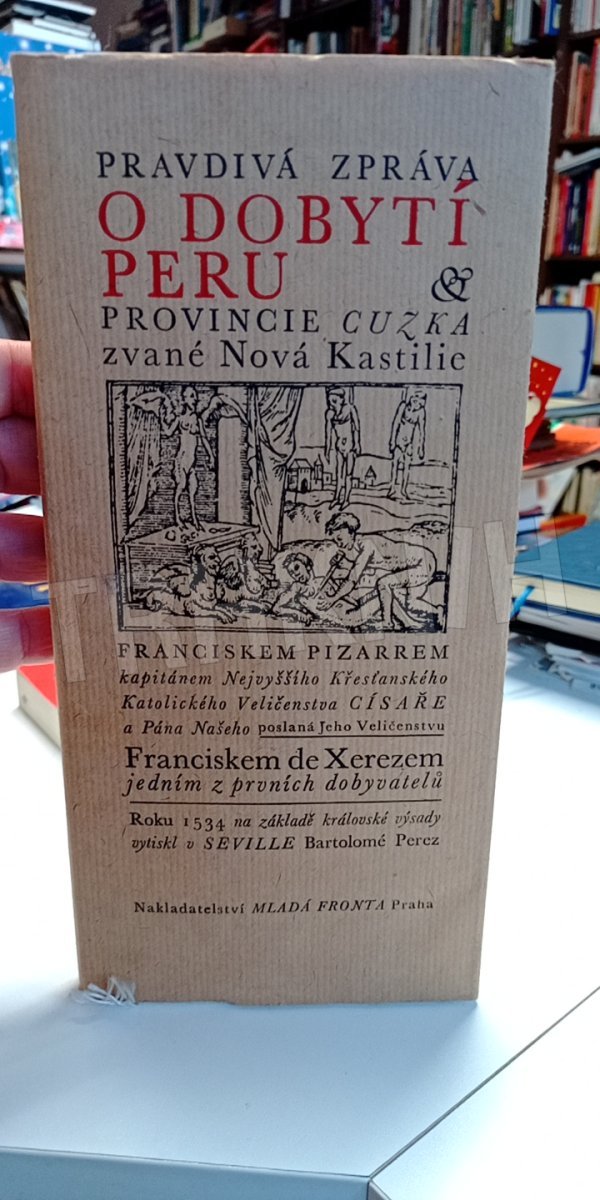 PRAVDIVÁ ZPRÁVA
O DOBYTÍ
PERU &
PROVINCIE CUZKA
zvané Nová Kastilie
FRANCISKEM PIZARREM
kapitánem Nejvyššího Křesťanského
Katolického Veličenstva CÍSAŘE
a Pána Našeho poslaná Jeho Veličenstvu
Franciskem de Xerezem
jedním z prvních dobyvatelů
Roku 1534 na základě královské výsady
vytiskl v SEVILLE Bartolomé Perez
Nakladatelství MLADÁ FRONTA Praha